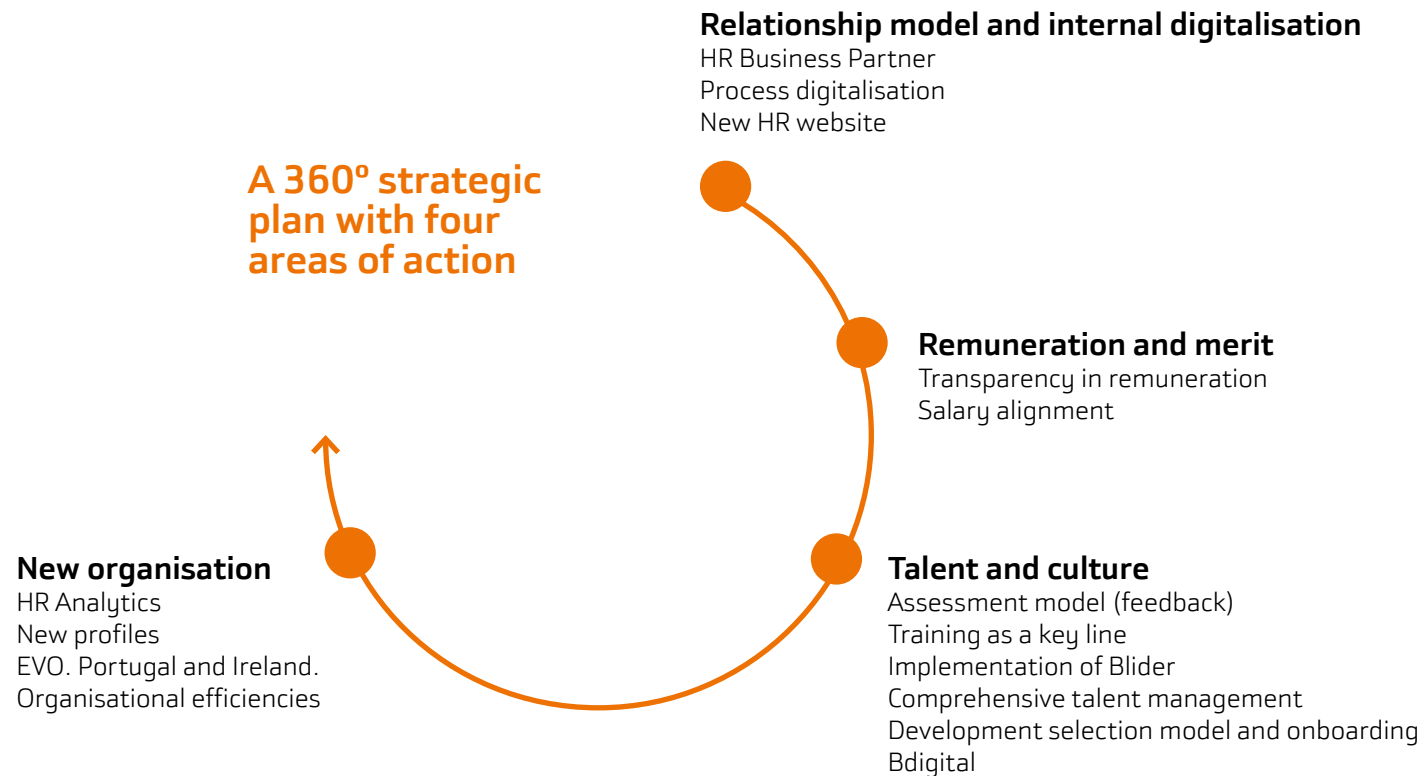 Relationship model and internal digitalisation
HR Business Partner
Process digitalisation
New HR website
A 360º strategic
plan with four
areas of action
Remuneration and merit
Transparency in remuneration
Salary alignment
Talent and culture
Assessment model (feedback)
Training as a key line
Implementation of Blider
Comprehensive talent management
Development selection model and onboarding
Bdigital
New organisation
HR Analytics
New profiles
EVO. Portugal and Ireland.
Organisational efficiencies